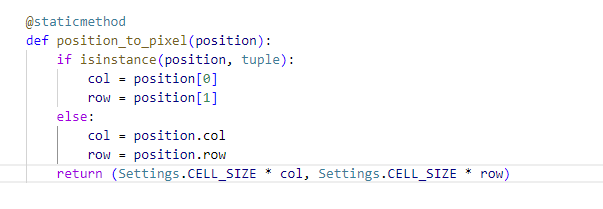 @staticmethod
def position_to_pixel(position):
    if isinstance(position, tuple):
        col = position[0]
        row = position[1]
    else:
        col = position.col
        row = position.row
    return (Settings.CELL_SIZE * col, Settings.CELL_SIZE * row)